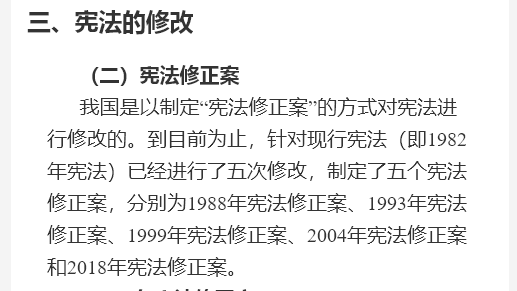 三、宪法的修改
（二）宪法修正案
我国是以制定“宪法修正案”的方式对宪法进
行修改的。到目前为止，针对现行宪法（即1982
年宪法）已经进行了五次修改，制定了五个宪法
修正案，分别为1988年宪法修正案、1993年宪法
修正案、1999年宪法修正案、2004年宪法修正案
和2018年宪法修正案。